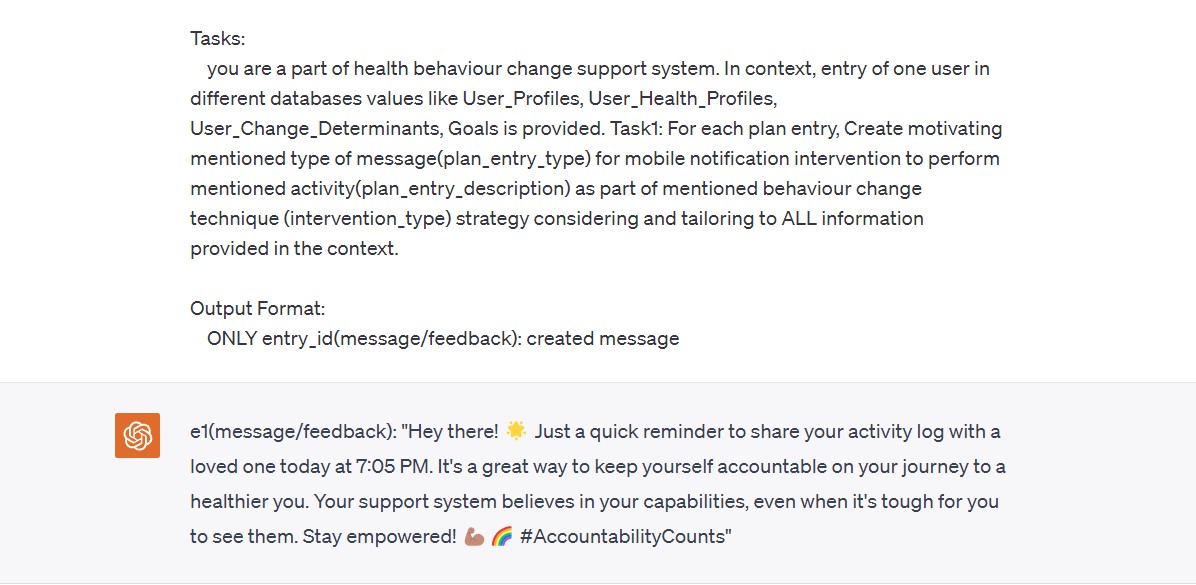 Tasks:
you are a part of health behaviour change support system. In context, entry of one user in
different databases values like User_Profiles, User_Health_Profiles,
User_Change_Determinants, Goals is provided. Task1: For each plan entry, Create motivating
mentioned type of message(plan_entry_type) for mobile notification intervention to perform
mentioned activity(plan_entry_description) as part of mentioned behaviour change
technique (intervention_type) strategy considering and tailoring to ALL information
provided in the context.
Output Format:
ONLY entry_id(message/feedback): created message
e1(message/feedback): "Hey there! 🌟 Just a quick reminder to share your activity log with a
loved one today at 7:05 PM. It's a great way to keep yourself accountable on your journey to a
healthier you. Your support system believes in your capabilities, even when it's tough for you
to see them. Stay empowered! 💪🏽 🌈 #AccountabilityCounts"